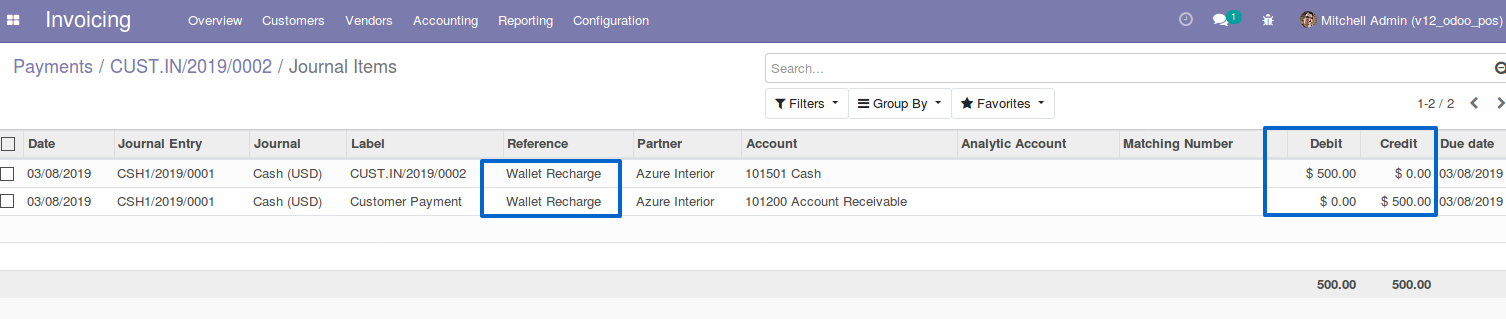 Invoicing Overview Customers Vendors Accounting Reporting Configuration 1 Mitchell Admin (v12_odoo_pos)
Payments / CUST.IN/2019/0002 / Journal Items
Search...
Filters Group By Favorites 1-2 / 2
Date Journal Entry Journal Label Reference Partner Account Analytic Account Matching Number Debit Credit Due date
03/08/2019 CSH1/2019/0001 Cash (USD) CUST.IN/2019/0002 Wallet Recharge Azure Interior 101501 Cash $ 500.00 $ 0.00 03/08/2019
03/08/2019 CSH1/2019/0001 Cash (USD) Customer Payment Wallet Recharge Azure Interior 101200 Account Receivable $ 0.00 $ 500.00 03/08/2019
500.00 500.00